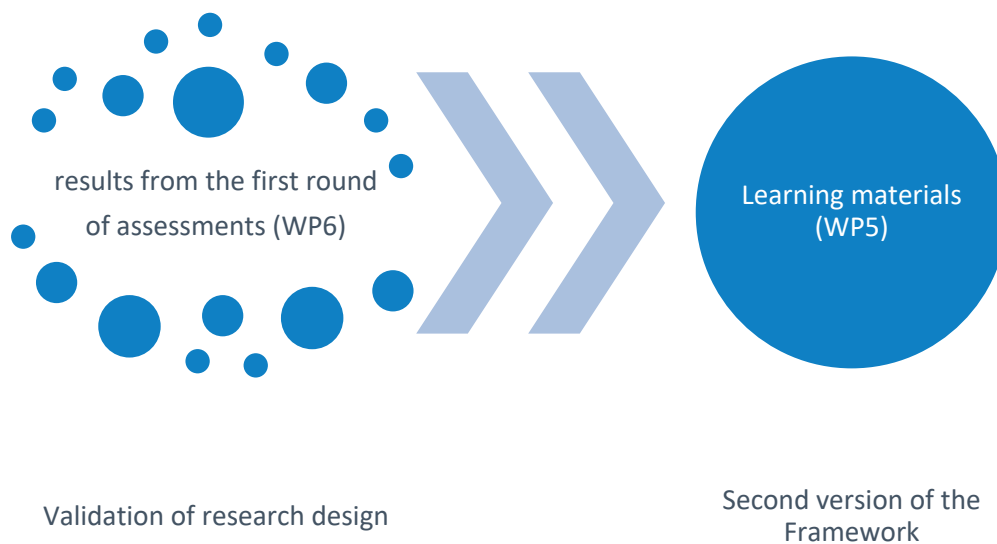 results from the first round
of assessments (WP6)
Learning materials
(WP5)
Validation of research design
Second version of the
Framework